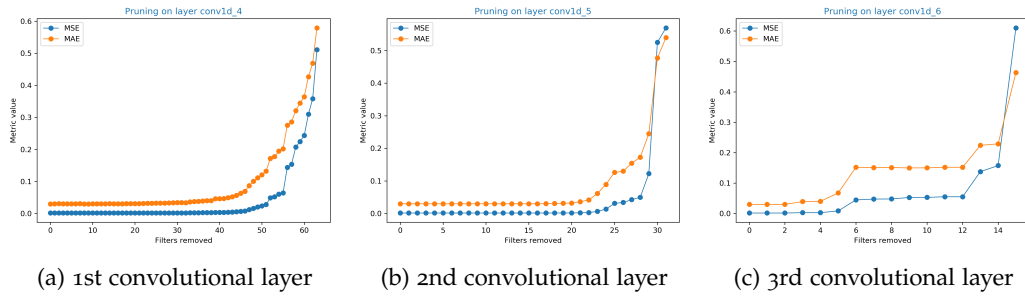 Pruning on layer conv1d_4
MSE
MAE
Metric value
0.6
0.5
0.4
0.3
0.2
0.1
0.0
0 10 20 30 40 50 60
Filters removed
(a) 1st convolutional layer
Pruning on layer conv1d_5
MSE
MAE
Metric value
0.5
0.4
0.3
0.2
0.1
0.0
0 5 10 15 20 25 30
Filters removed
(b) 2nd convolutional layer
Pruning on layer conv1d_6
MSE
MAE
Metric value
0.6
0.5
0.4
0.3
0.2
0.1
0.0
0 2 4 6 8 10 12 14
Filters removed
(c) 3rd convolutional layer